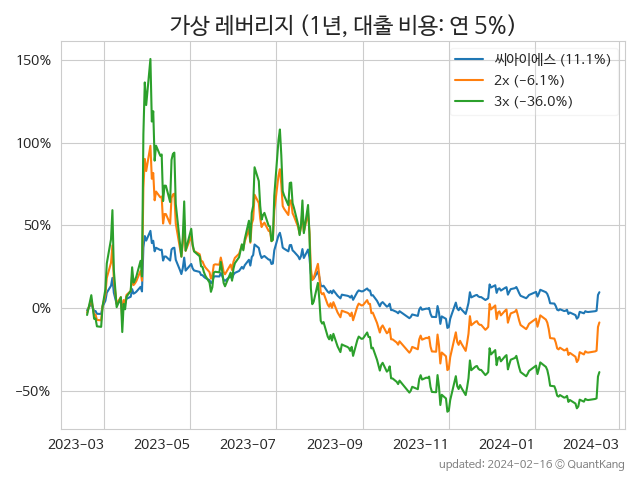 가상 레버리지 (1년, 대출 비용: 연 5%)
씨아이에스 (11.1%)
2x (−6.1%)
3x (−36.0%)
150%
100%
50%
0%
−50%
2023−03 2023−05 2023−07 2023−09 2023−11 2024−01 2024−03
updated: 2024-02-16 © QuantKang